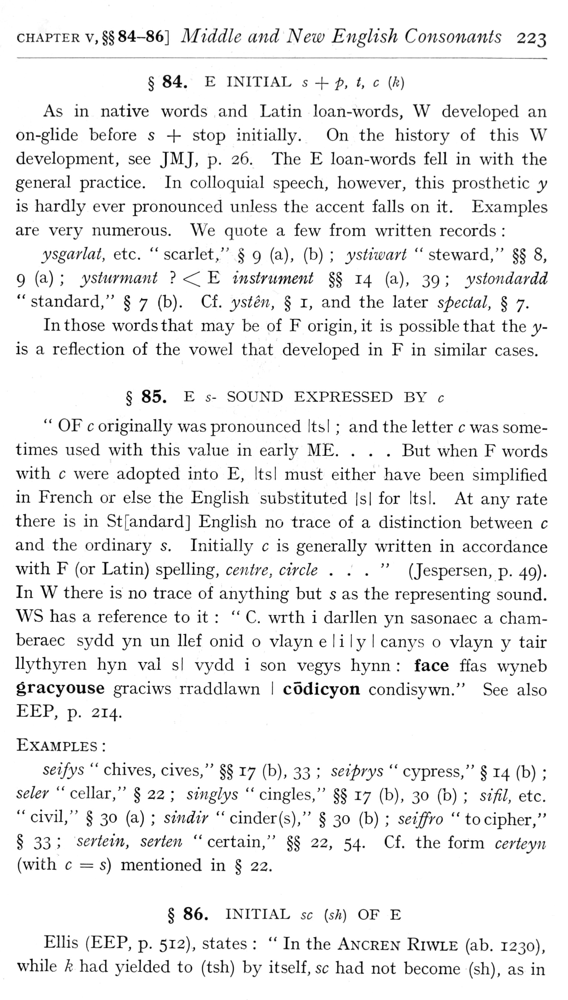 CHAPTER V, §§ 84–86] Middle and New English Consonants 223
§ 84. E INITIAL s + p, t, c (k)
As in native words and Latin loan-words, W developed an
on-glide before s + stop initially. On the history of this W
development, see JMJ, p. 26. The E loan-words fell in with the
general practice. In colloquial speech, however, this prosthetic y
is hardly ever pronounced unless the accent falls on it. Examples
are very numerous. We quote a few from written records :
ysgarlat, etc. “ scarlet,” § 9 (a), (b) ; ystiwart “ steward,” §§ 8,
9 (a) ; ysturmant ? < E instrument §§ 14 (a), 39 ; ystondardd
“ standard,” § 7 (b). Cf. ystên, § 1, and the later spectal, § 7.
In those words that may be of F origin, it is possible that the y-
is a reflection of the vowel that developed in F in similar cases.
§ 85. E s- SOUND EXPRESSED BY c
“ OF c originally was pronounced |ts| ; and the letter c was some-
times used with this value in early ME. . . . But when F words
with c were adopted into E, |ts| must either have been simplified
in French or else the English substituted |s| for |ts|. At any rate
there is in St[andard] English no trace of a distinction between c
and the ordinary s. Initially c is generally written in accordance
with F (or Latin) spelling, centre, circle . . . ” (Jespersen, p. 49).
In W there is no trace of anything but s as the representing sound.
WS has a reference to it : “ C. wrth i darllen yn sasonaec a cham-
beraec sydd yn un llef onid o vlayn e | i | y | canys o vlayn y tair
llythyren hyn val s| vydd i son vegys hynn : face ffas wyneb
gracyouse graciws rraddlawn | cōdicyon condisywn.” See also
EEP, p. 214.
EXAMPLES :
seifys “ chives, cives,” §§ 17 (b), 33 ; seiprys “ cypress,” § 14 (b) ;
seler “ cellar,” § 22 ; singlys “ cingles,” §§ 17 (b), 30 (b) ; sifil, etc.
“ civil,” § 30 (a) ; sindir “ cinder(s),” § 30 (b) ; seiffro “ to cipher,”
§ 33 ; sertein, serten “ certain,” §§ 22, 54. Cf. the form certeyn
(with c = s) mentioned in § 22.
§ 86. INITIAL sc (sh) OF E
Ellis (EEP, p. 512), states : “ In the ANCREN RIWLE (ab. 1230),
while k had yielded to (tsh) by itself, sc had not become (sh), as in